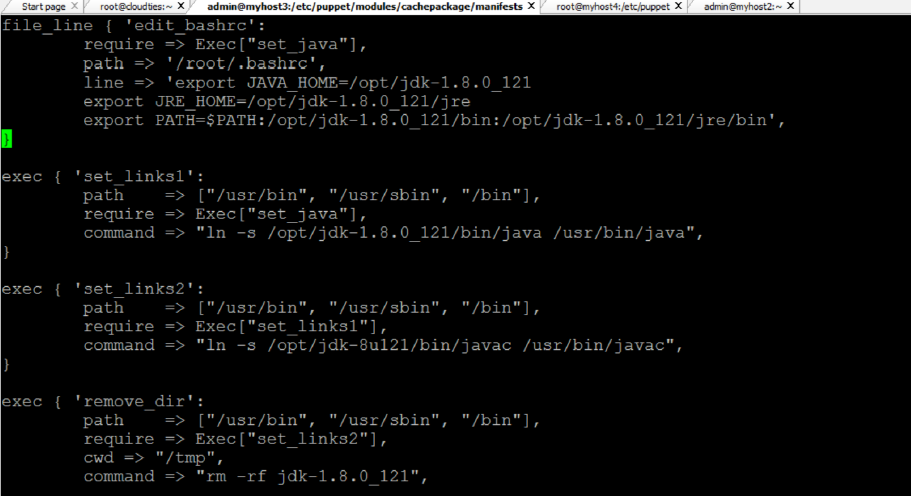 Start page X root@cloudties:~ X admin@myhost3:/etc/puppet/modules/cachepackage/manifests X root@myhost4:/etc/puppet X admin@myhost2:~ X
file_line { 'edit_bashrc':
        require => Exec["set_java"],
        path => '/root/.bashrc',
        line => 'export JAVA_HOME=/opt/jdk-1.8.0_121
        export JRE_HOME=/opt/jdk-1.8.0_121/jre
        export PATH=$PATH:/opt/jdk-1.8.0_121/bin:/opt/jdk-1.8.0_121/jre/bin',
}
exec { 'set_links1':
        path    => ["/usr/bin", "/usr/sbin", "/bin"],
        require => Exec["set_java"],
        command => "ln -s /opt/jdk-1.8.0_121/bin/java /usr/bin/java",
}
exec { 'set_links2':
        path    => ["/usr/bin", "/usr/sbin", "/bin"],
        require => Exec["set_links1"],
        command => "ln -s /opt/jdk-8u121/bin/javac /usr/bin/javac",
}
exec { 'remove_dir':
        path    => ["/usr/bin", "/usr/sbin", "/bin"],
        require => Exec["set_links2"],
        cwd => "/tmp",
        command => "rm -rf jdk-1.8.0_121",